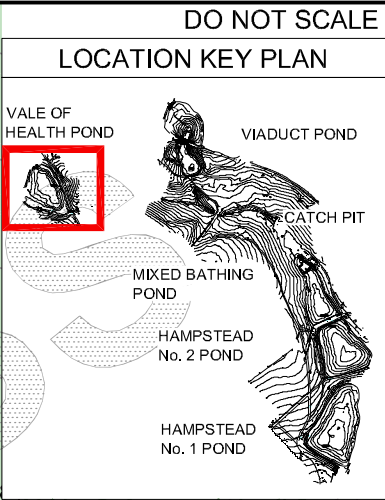 DO NOT SCALE
LOCATION KEY PLAN
VALE OF
HEALTH POND
VIADUCT POND
CATCH PIT
MIXED BATHING
POND
HAMPSTEAD
No. 2 POND
HAMPSTEAD
No. 1 POND